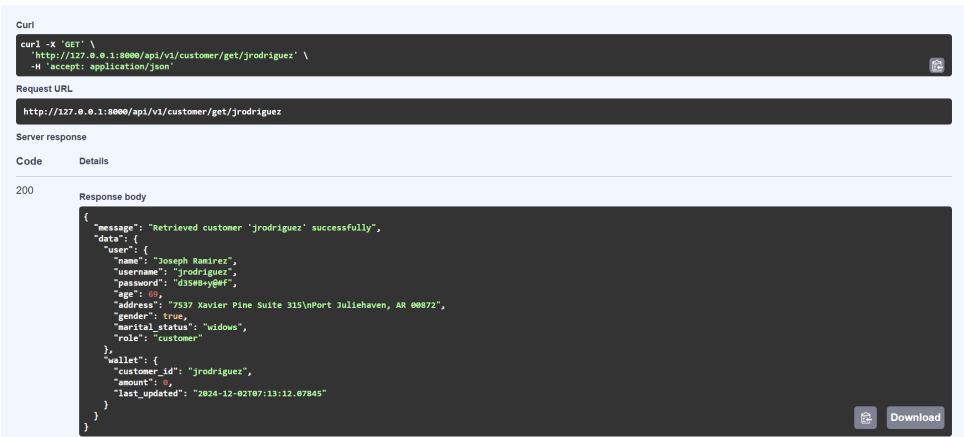 Curl
curl -X 'GET' \
'http://127.0.0.1:8000/api/v1/customer/get/jrodriguez' \
-H 'accept: application/json'
Request URL
http://127.0.0.1:8000/api/v1/customer/get/jrodriguez
Server response
Code Details
200
Response body
{
"message": "Retrieved customer 'jrodriguez' successfully",
"data": {
"user": {
"name": "Joseph Ramirez",
"username": "jrodriguez",
"password": "d35#B+y@#f",
"age": 69,
"address": "7537 Xavier Pine Suite 315\nPort Juliehaven, AR 00872",
"gender": true,
"marital_status": "widows",
"role": "customer"
},
"wallet": {
"customer_id": "jrodriguez",
"amount": 0,
"last_updated": "2024-12-02T07:13:12.07845"
}
}
}
Download